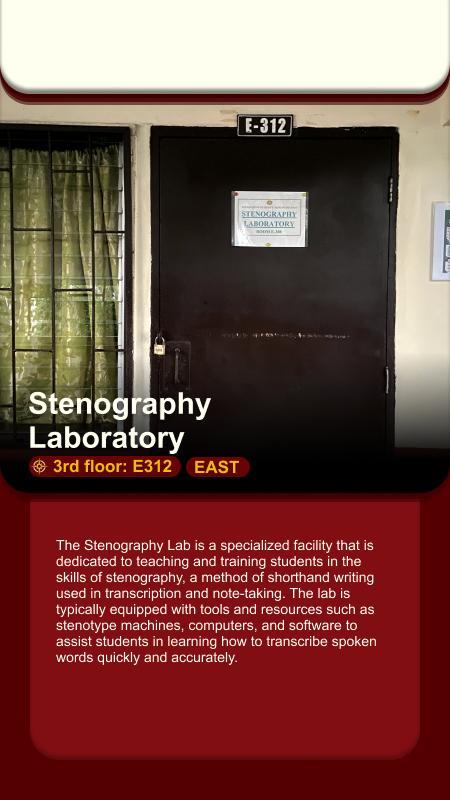 E-312
STENOGRAPHY
LABORATORY
Stenography
Laboratory
3rd floor: E312
EAST
The Stenography Lab is a specialized facility that is
dedicated to teaching and training students in the
skills of stenography, a method of shorthand writing
used in transcription and note-taking. The lab is
typically equipped with tools and resources such as
stenotype machines, computers, and software to
assist students in learning how to transcribe spoken
words quickly and accurately.